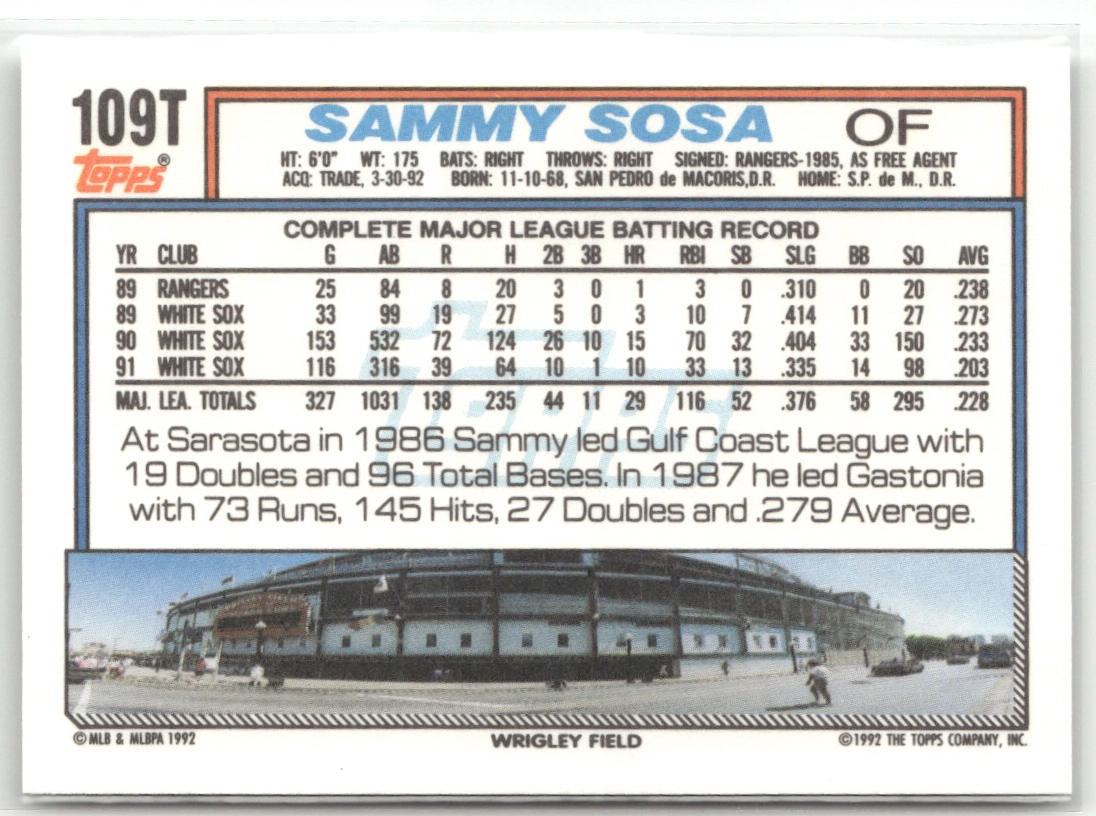 109T
topps®
SAMMY SOSA OF
HT: 6'0" WT: 175 BATS: RIGHT THROWS: RIGHT SIGNED: RANGERS-1985, AS FREE AGENT
ACQ: TRADE, 3-30-92 BORN: 11-10-68, SAN PEDRO de MACORIS,D.R. HOME: S.P. de M., D.R.
COMPLETE MAJOR LEAGUE BATTING RECORD
YR CLUB G AB R H 2B 3B HR RBI SB SLG BB SO AVG
89 RANGERS 25 84 8 20 3 0 1 3 0 .310 0 20 .238
89 WHITE SOX 33 99 19 27 5 0 3 10 7 .414 11 27 .273
90 WHITE SOX 153 532 72 124 26 10 15 70 32 .404 33 150 .233
91 WHITE SOX 116 316 39 64 10 1 10 33 13 .335 14 98 .203
MAJ. LEA. TOTALS 327 1031 138 235 44 11 29 116 52 .376 58 295 .228
topps
At Sarasota in 1986 Sammy led Gulf Coast League with
19 Doubles and 96 Total Bases. In 1987 he led Gastonia
with 73 Runs, 145 Hits, 27 Doubles and .279 Average.
© MLB & MLBPA 1992 WRIGLEY FIELD ©1992 THE TOPPS COMPANY, INC.